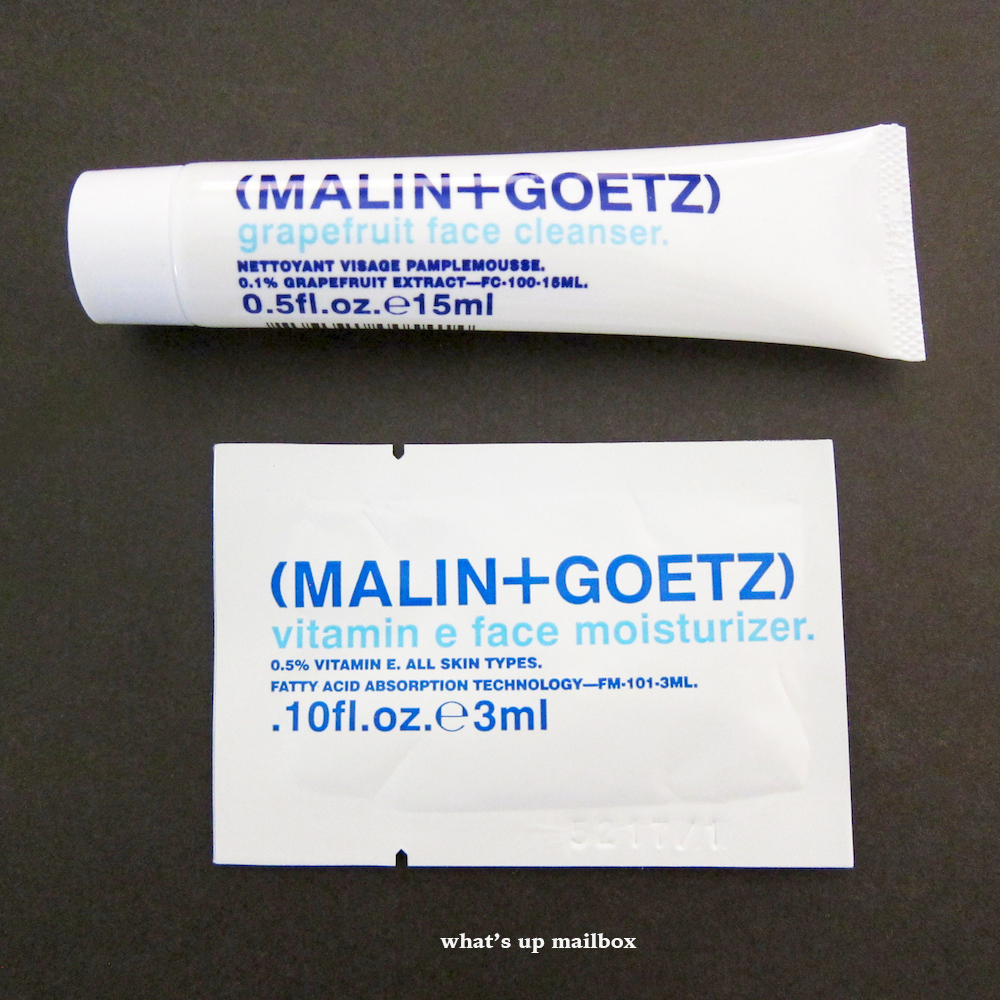 (MALIN+GOETZ)
grapefruit face cleanser.
NETTOYANT VISAGE PAMPLEMOUSSE.
0.1% GRAPEFRUIT EXTRACT—FC-100-15ML.
0.5fl.oz.℮15ml
(MALIN+GOETZ)
vitamin e face moisturizer.
0.5% VITAMIN E. ALL SKIN TYPES.
FATTY ACID ABSORPTION TECHNOLOGY—FM-101-3ML.
.10fl.oz.℮3ml
5217/1
what's up mailbox